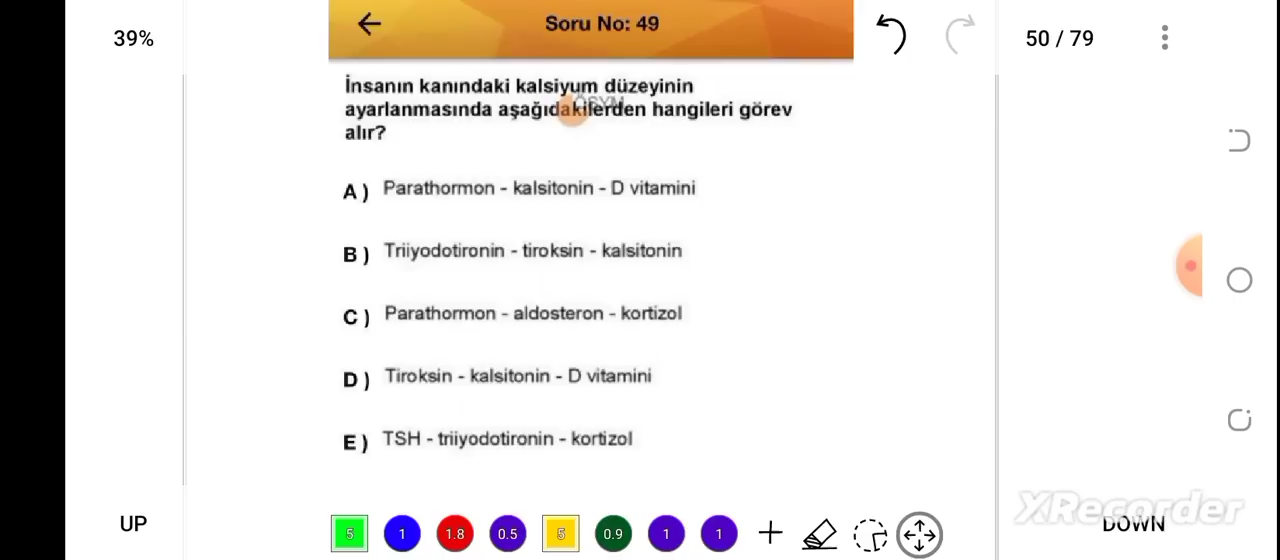 39%
Soru No: 49
50 / 79
İnsanın kanındaki kalsiyum düzeyinin
ayarlanmasında aşağıdakilerden hangileri görev
alır?
ÖSYM
A) Parathormon - kalsitonin - D vitamini
B) Triiyodotironin - tiroksin - kalsitonin
C) Parathormon - aldosteron - kortizol
D) Tiroksin - kalsitonin - D vitamini
E) TSH - triiyodotironin - kortizol
UP
5 1 1.8 0.5 5 0.9 1 1
DOWN
XRecorder